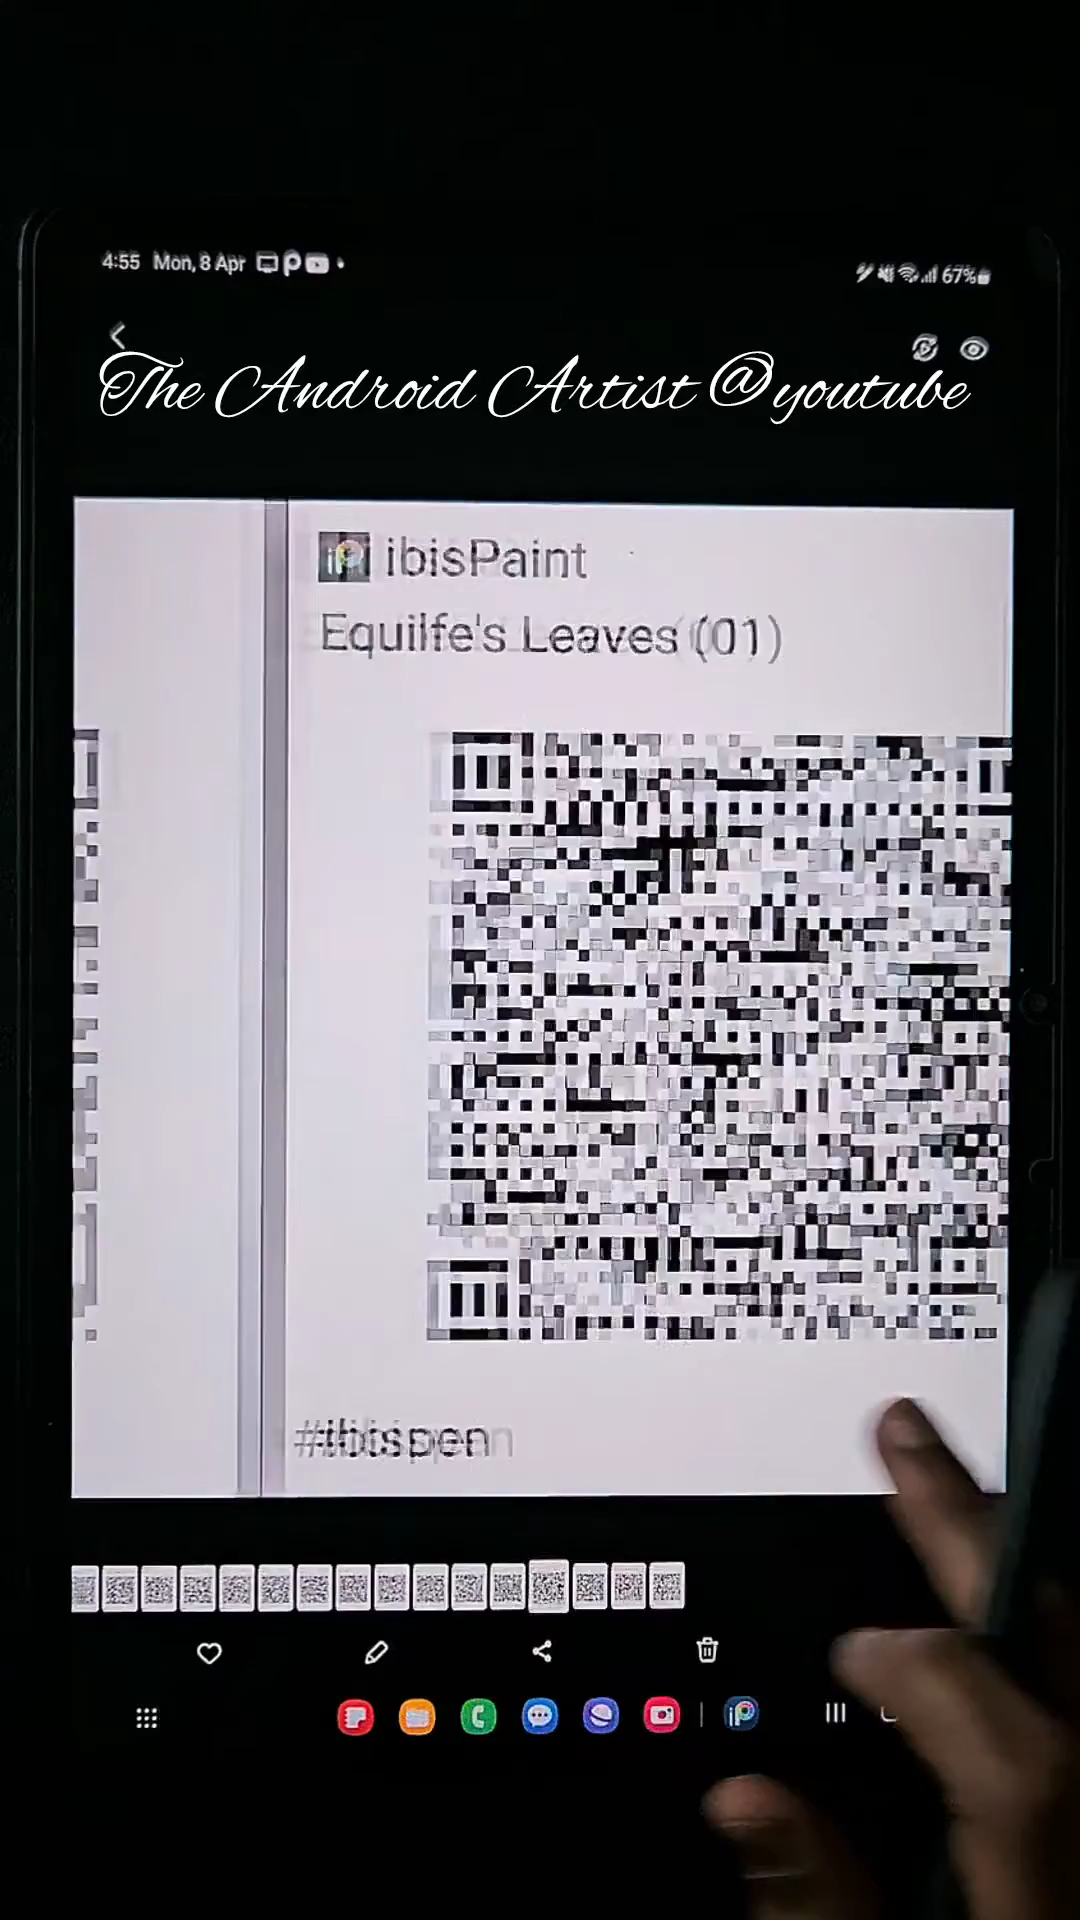 4:55 Mon, 8 Apr
67%
The Android Artist @youtube
ibisPaint
Equilfe's Leaves (01)